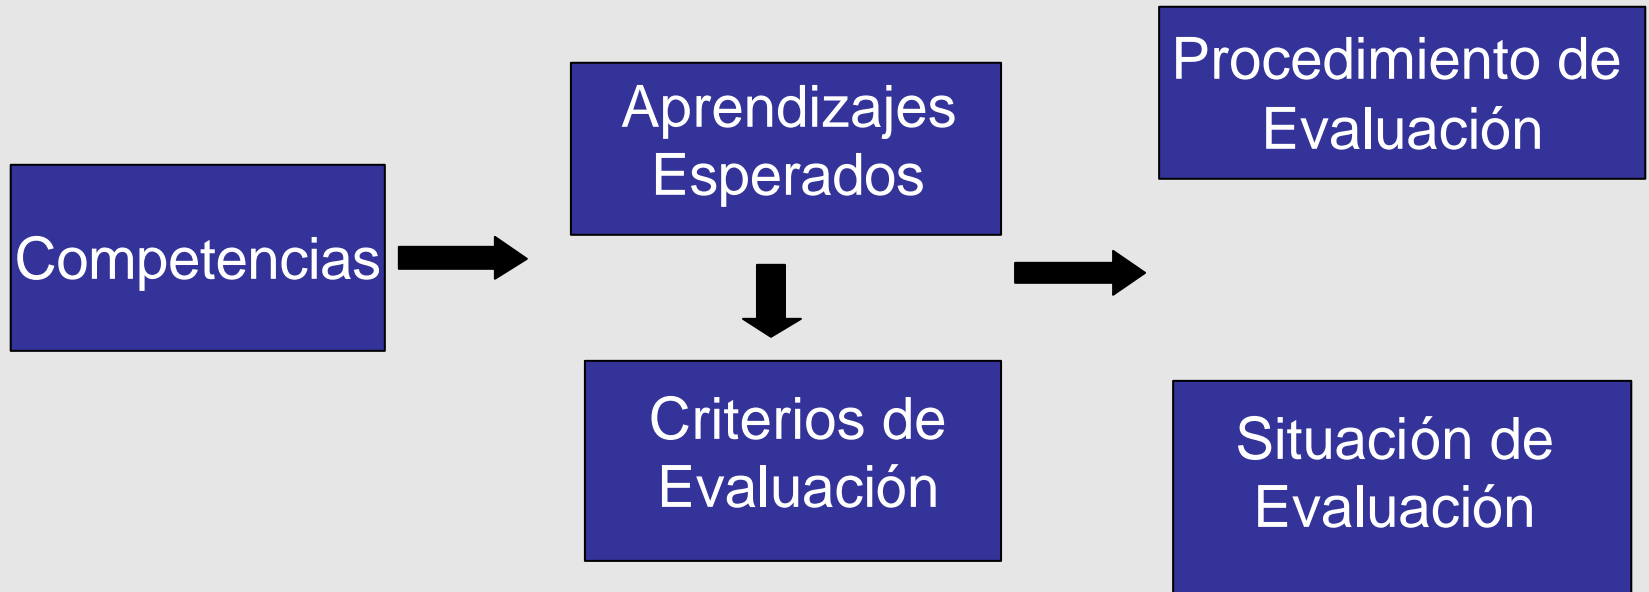 Competencias
Aprendizajes
Esperados
Criterios de
Evaluación
Procedimiento de
Evaluación
Situación de
Evaluación